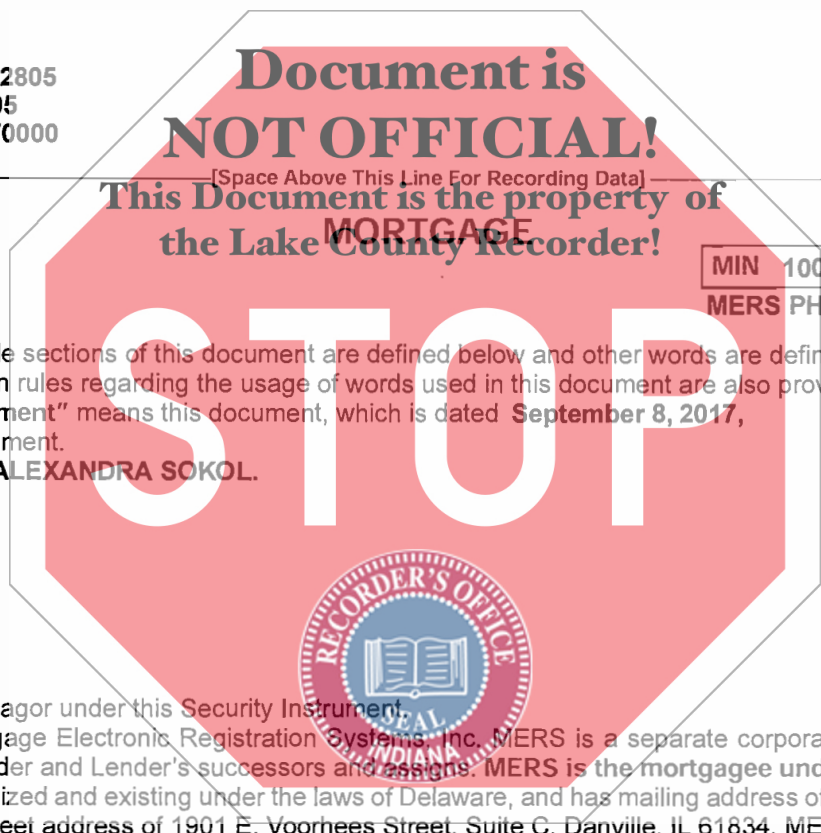 2805
Document is
05
0000
NOT OFFICIAL!
[Space Above This Line For Recording Data]
This Document is the property of
MORTGAGE
the Lake County Recorder!
MIN 100
MERS PH
e sections of this document are defined below and other words are defin
n rules regarding the usage of words used in this document are also prov
ment" means this document, which is dated September 8, 2017,
ment.
ALEXANDRA SOKOL.
STOP
RECORDER'S OFFICE
SEAL
INDIANA
agor under this Security Instrument.
gage Electronic Registration Systems, Inc. MERS is a separate corpora
der and Lender's successors and assigns. MERS is the mortgagee und
ized and existing under the laws of Delaware, and has mailing address of
eet address of 1901 E. Voorhees Street, Suite C, Danville, IL 61834. ME